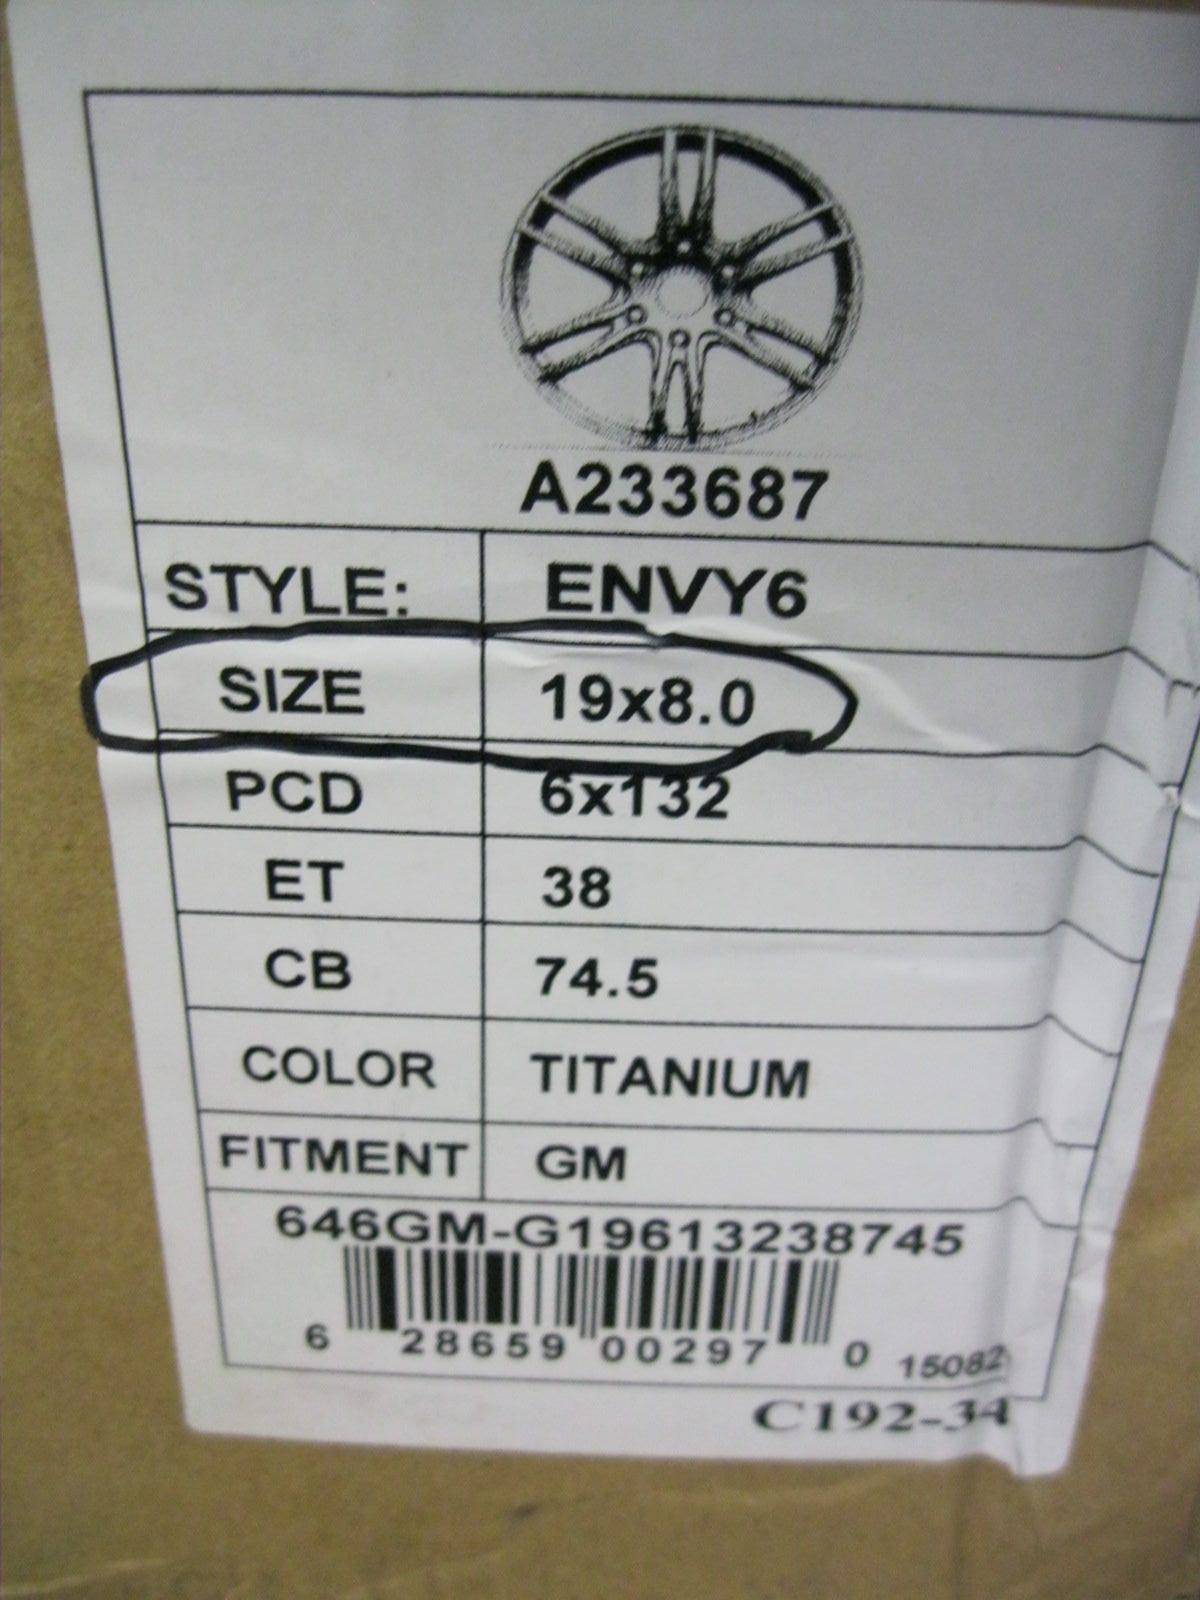 A233687
STYLE: ENVY6
SIZE 19x8.0
PCD 6x132
ET 38
CB 74.5
COLOR TITANIUM
FITMENT GM
646GM-G19613238745
6 28659 00297 0 15082
C192-34